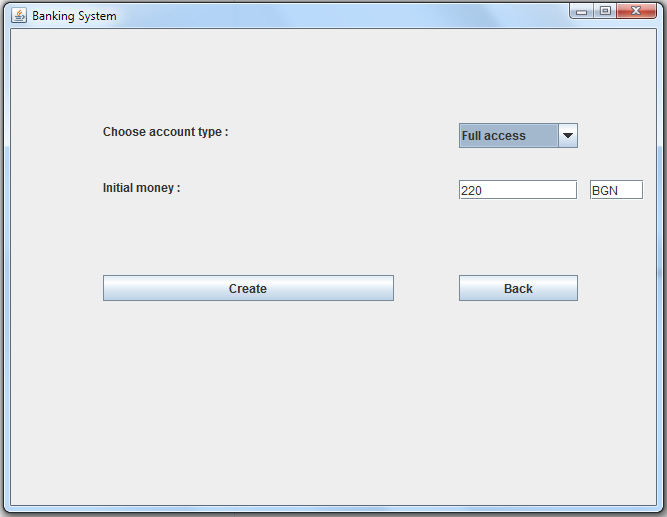 Banking System
Choose account type :
Full access
Initial money :
220
BGN
Create
Back